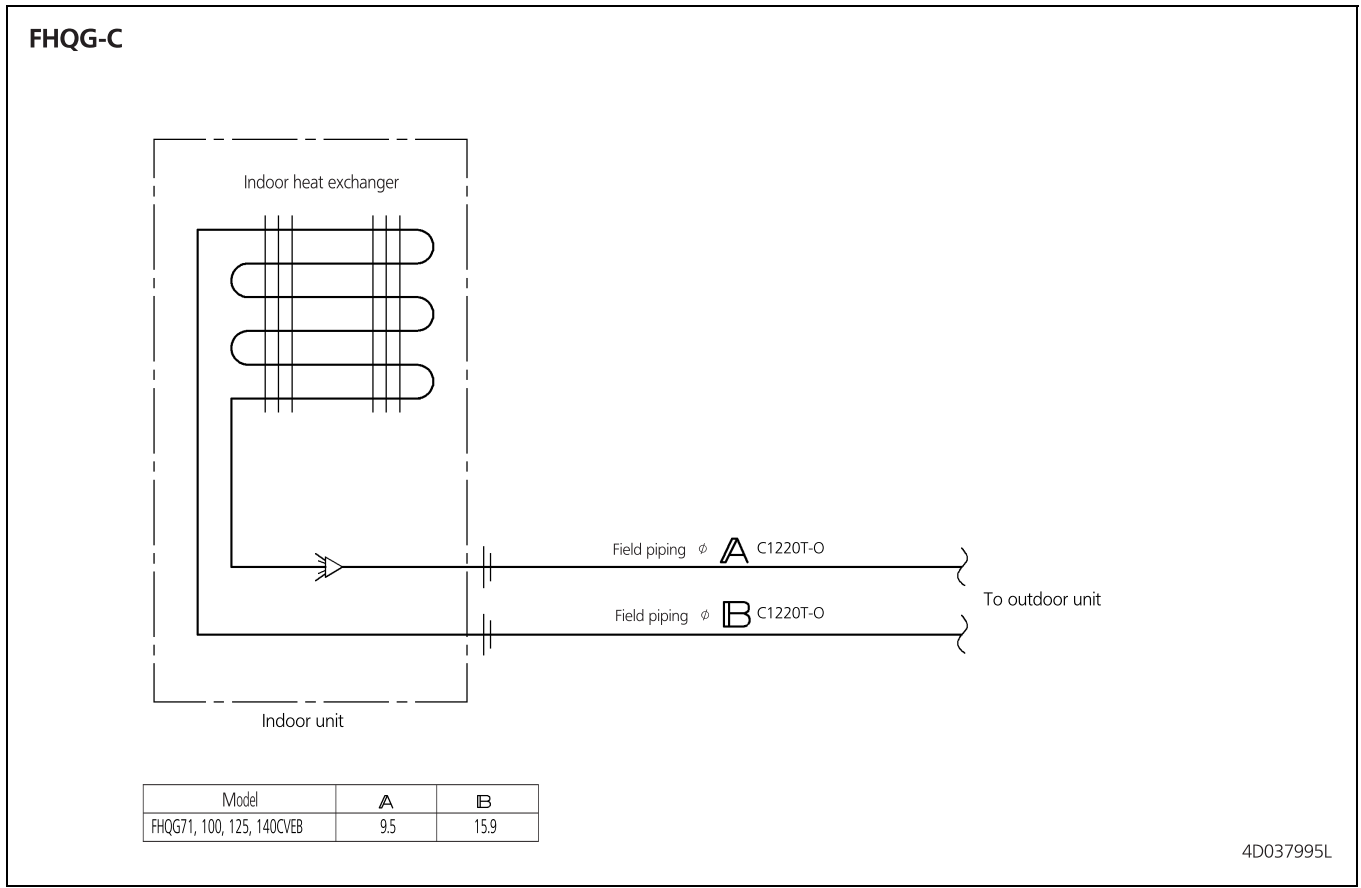 FHQG-C
Indoor heat exchanger
Field piping ø A C1220T-O
To outdoor unit
Field piping ø B C1220T-O
Indoor unit
Model A B
FHQG71, 100, 125, 140CVEB 9.5 15.9
4D037995L